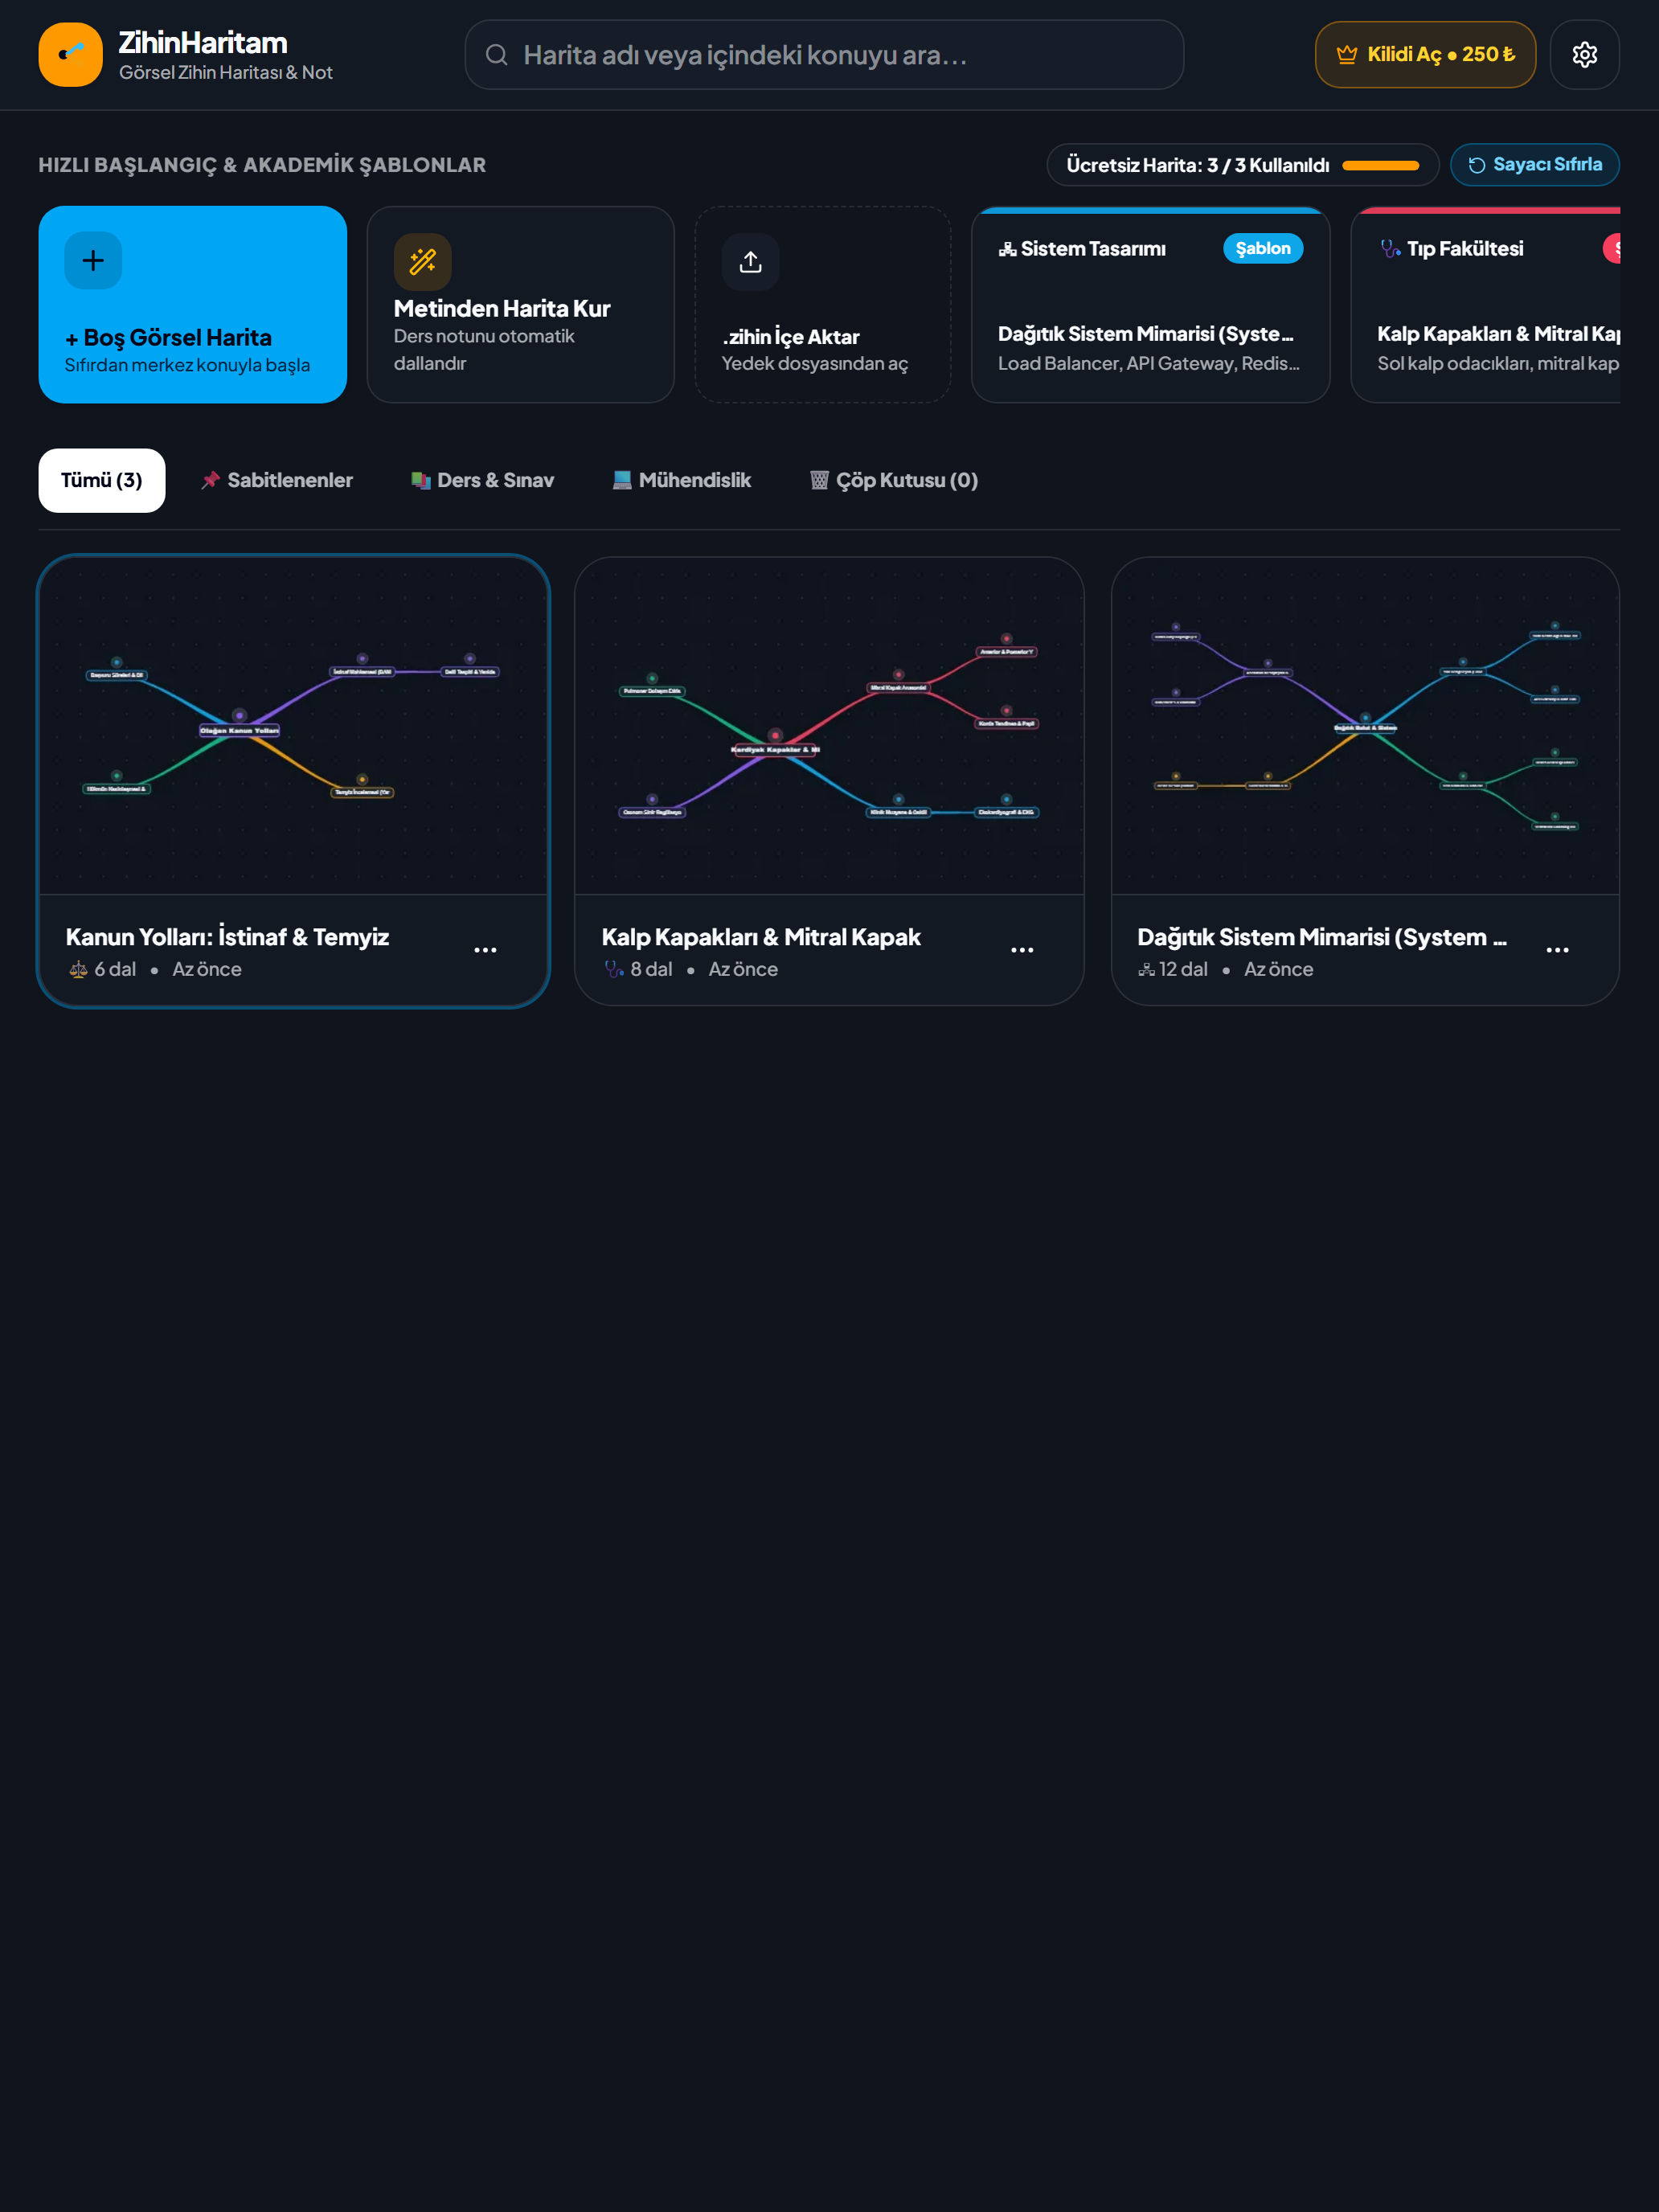 ZihinHaritam
Görsel Zihin Haritası & Not
Harita adı veya içindeki konuyu ara...
Kilidi Aç • 250 ₺
HIZLI BAŞLANGIÇ & AKADEMİK ŞABLONLAR
Ücretsiz Harita: 3 / 3 Kullanıldı
Sayacı Sıfırla
+ Boş Görsel Harita
Sıfırdan merkez konuyla başla
Metinden Harita Kur
Ders notunu otomatik
dallandır
.zihin İçe Aktar
Yedek dosyasından aç
Sistem Tasarımı
Şablon
Dağıtık Sistem Mimarisi (Syste...
Load Balancer, API Gateway, Redis...
Tıp Fakültesi
Kalp Kapakları & Mitral Kap
Sol kalp odacıkları, mitral kap
Tümü (3)
Sabitlenenler
Ders & Sınav
Mühendislik
Çöp Kutusu (0)
Olağan Kanun Yolları
Kardiyak Kapaklar & Mi
Kanun Yolları: İstinaf & Temyiz
6 dal • Az önce
Kalp Kapakları & Mitral Kapak
8 dal • Az önce
Dağıtık Sistem Mimarisi (System ...
12 dal • Az önce